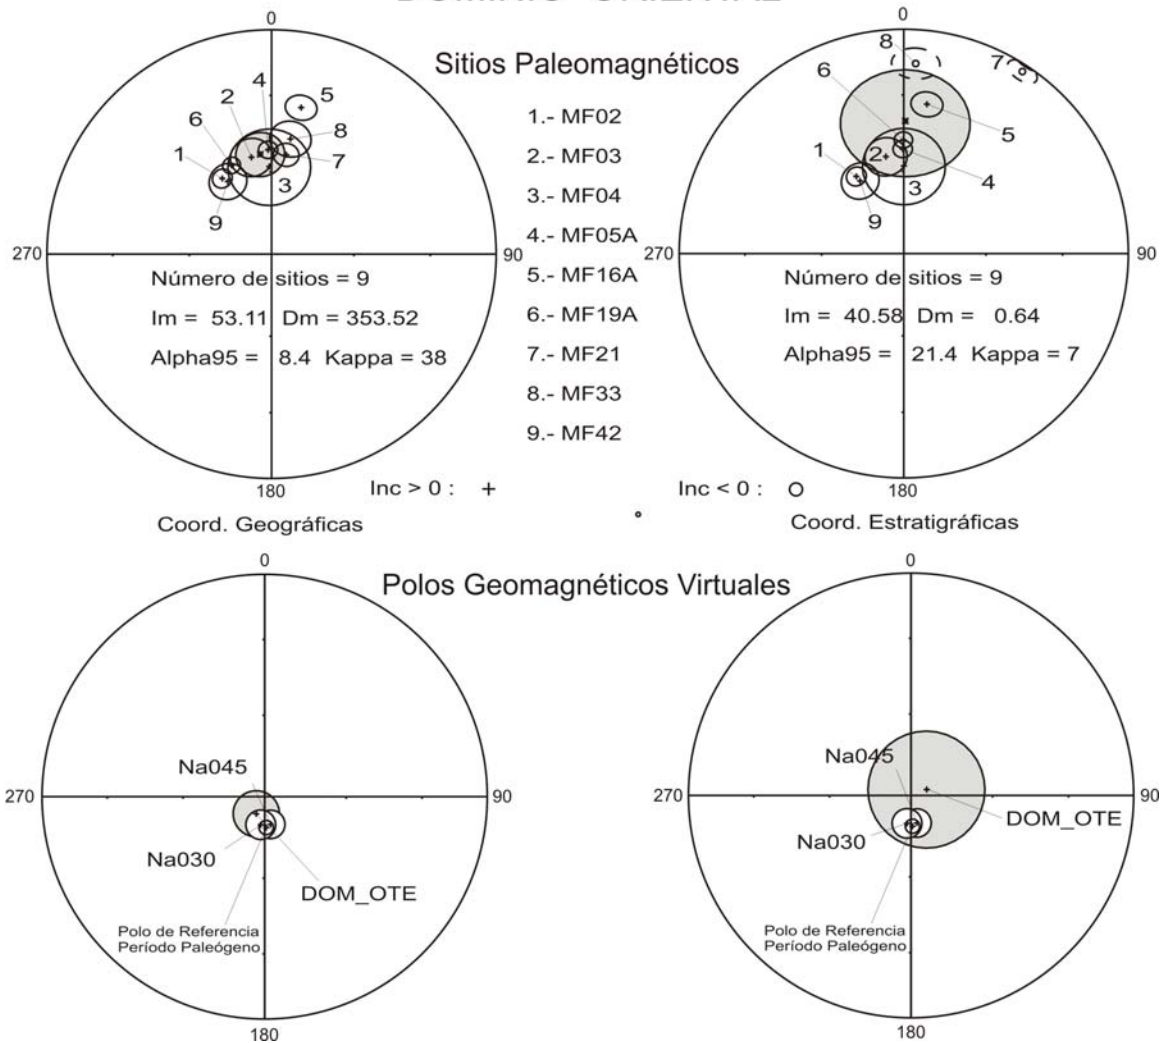 0
0
Sitios Paleomagnéticos
4
2
5
6
8
1
7
3
9
270
90
8
7
6
5
1
2
4
3
9
270
90
1.- MF02
2.- MF03
3.- MF04
4.- MF05A
5.- MF16A
6.- MF19A
7.- MF21
8.- MF33
9.- MF42
Número de sitios = 9
Im = 53.11 Dm = 353.52
Alpha95 = 8.4 Kappa = 38
Número de sitios = 9
Im = 40.58 Dm = 0.64
Alpha95 = 21.4 Kappa = 7
180
180
Inc > 0 : +
Inc < 0 : O
Coord. Geográficas
Coord. Estratigráficas
0
0
Polos Geomagnéticos Virtuales
Na045
270
90
Na030
DOM_OTE
Polo de Referencia
Período Paleógeno
180
Na045
270
90
Na030
DOM_OTE
Polo de Referencia
Período Paleógeno
180